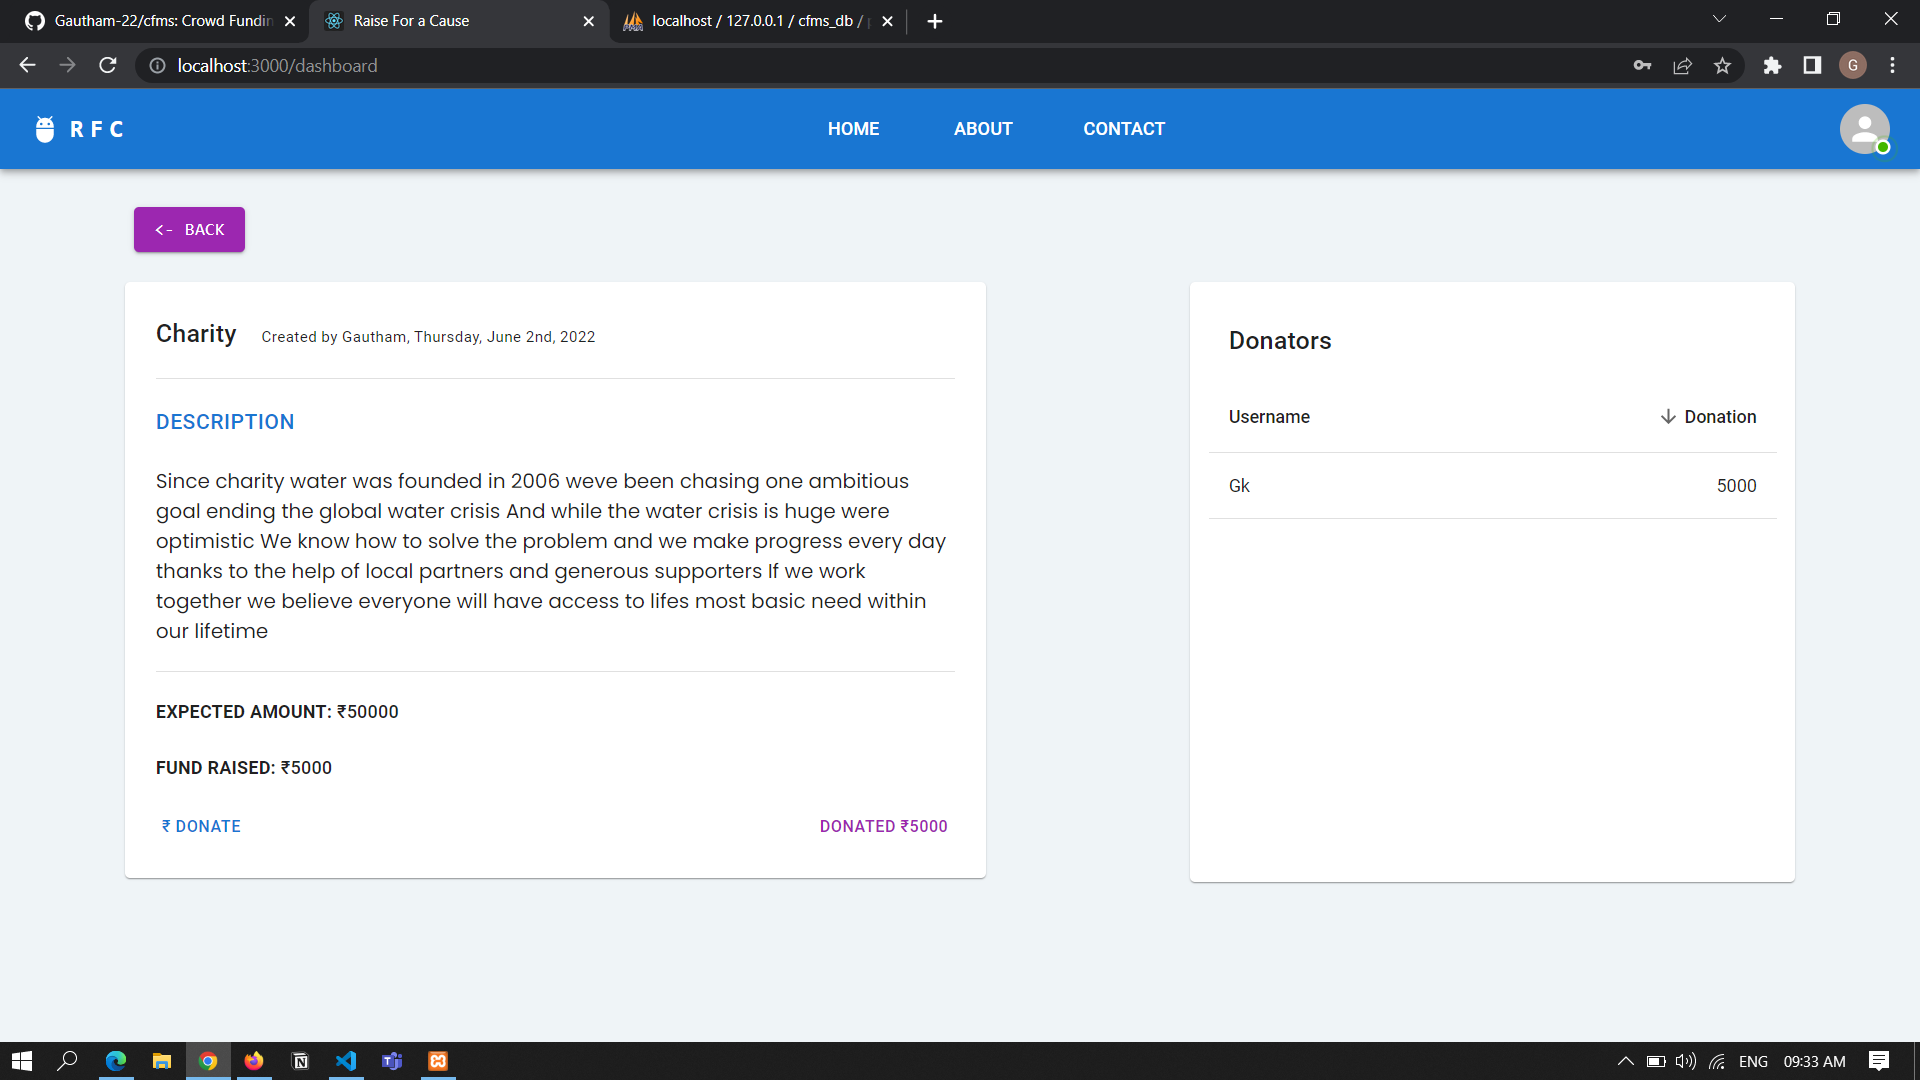 Gautham-22/cfms: Crowd Fundin
Raise For a Cause
localhost / 127.0.0.1 / cfms_db / p
localhost:3000/dashboard
G
R F C
HOME
ABOUT
CONTACT
<- BACK
Charity
Created by Gautham, Thursday, June 2nd, 2022
DESCRIPTION
Since charity water was founded in 2006 weve been chasing one ambitious
goal ending the global water crisis And while the water crisis is huge were
optimistic We know how to solve the problem and we make progress every day
thanks to the help of local partners and generous supporters If we work
together we believe everyone will have access to lifes most basic need within
our lifetime
EXPECTED AMOUNT: ₹50000
FUND RAISED: ₹5000
₹ DONATE
DONATED ₹5000
Donators
Username
Donation
Gk
5000
ENG
09:33 AM